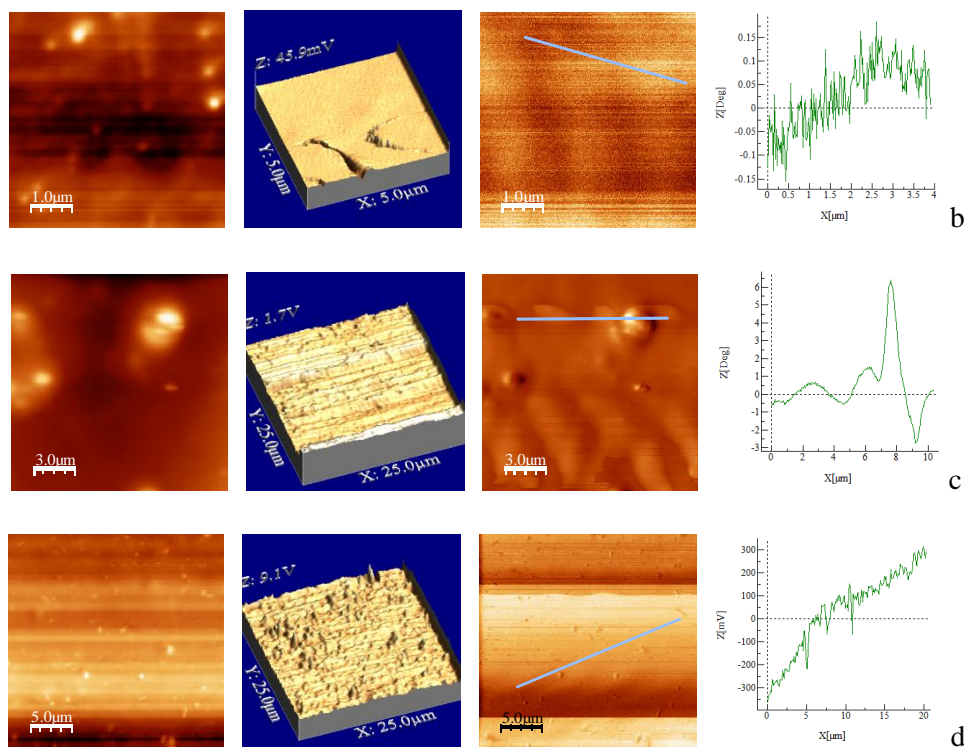 1.0µm
Z: 45.9mV
Y: 5.0µm
X: 5.0µm
1.0µm
Z[Deg]
0.15
0.1
0.05
0
-0.05
-0.1
0.15
0 0.5 1 1.5 2 2.5 3 3.5 4
X[µm]
b
3.0µm
Z: 1.7V
Y: 25.0µm
X: 25.0µm
3.0µm
Z[Deg]
6
5
4
3
2
1
0
-1
-2
-3
0 2 4 6 8 10
X[µm]
c
5.0µm
Z: 9.1V
Y: 25.0µm
X: 25.0µm
5.0µm
Z[mV]
300
200
100
0
-100
-200
-300
0 5 10 15 20
X[µm]
d